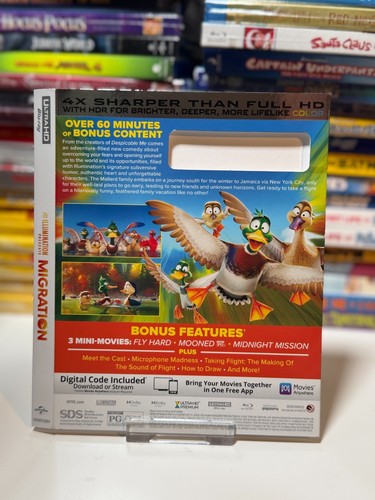 HOCUS POCUS
Santa Claus
CAPTAIN UNDERPANTS
4X SHARPER THAN FULL HD
WITH HDR FOR BRIGHTER, DEEPER, MORE LIFELIKE COLOR
OVER 60 MINUTES
OF BONUS CONTENT
From the creators of Despicable Me comes
an adventure-filled new comedy about
overcoming your fears and opening yourself
up to the world and its opportunities, filled
with Illumination's signature subversive
humor, authentic heart and unforgettable
characters. The Mallard family embarks on a journey south for the winter to Jamaica via New York City, only
for their well-laid plans to go awry, leading to new friends and unknown horizons. Get ready to take a flight
on a hilariously funny, feathered family vacation like no other!
ULTRA HD
Blu-ray
ILLUMINATION
PRESENTS
MIGRATION
BONUS FEATURES
3 MINI-MOVIES: FLY HARD • MOONED • MIDNIGHT MISSION
PLUS
Meet the Cast • Microphone Madness • Taking Flight: The Making Of
The Sound of Flight • How to Draw • And More!
Digital Code Included
Download or Stream
Bring Your Movies Together
in One Free App
Movies
Anywhere
SDS
PG
ULTRA HD
PREMIUM